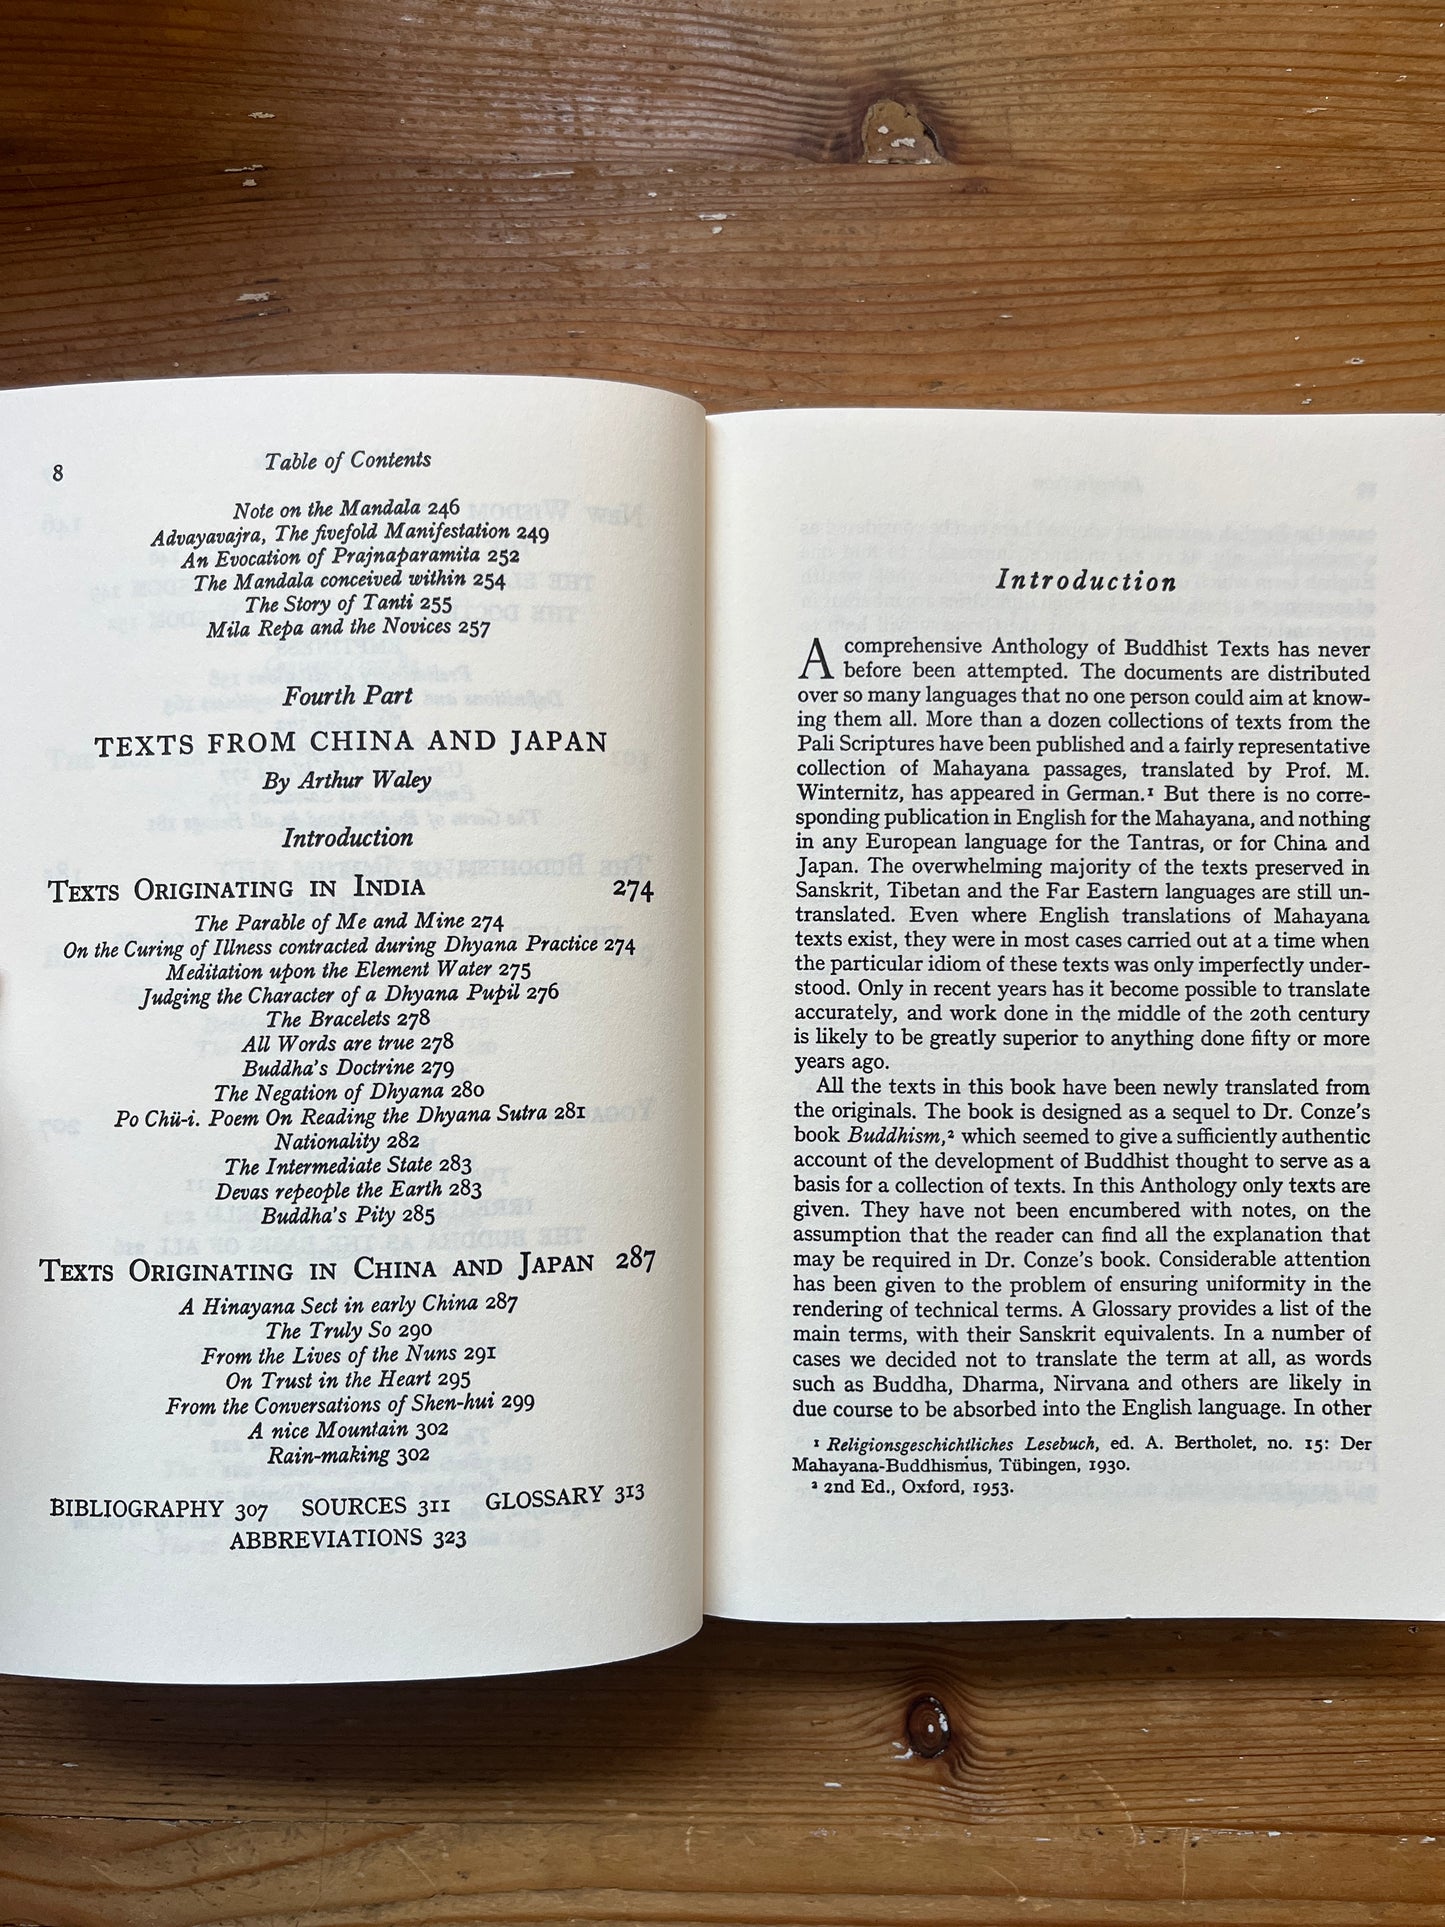 8
Table of Contents
Note on the Mandala 246
Advayavajra, The fivefold Manifestation 249
An Evocation of Prajnaparamita 252
The Mandala conceived within 254
The Story of Tanti 255
Mila Repa and the Novices 257
Fourth Part
TEXTS FROM CHINA AND JAPAN
By Arthur Waley
Introduction
TEXTS ORIGINATING IN INDIA 274
The Parable of Me and Mine 274
On the Curing of Illness contracted during Dhyana Practice 274
Meditation upon the Element Water 275
Judging the Character of a Dhyana Pupil 276
The Bracelets 278
All Words are true 278
Buddha's Doctrine 279
The Negation of Dhyana 280
Po Chü-i. Poem On Reading the Dhyana Sutra 281
Nationality 282
The Intermediate State 283
Devas repeople the Earth 283
Buddha's Pity 285
TEXTS ORIGINATING IN CHINA AND JAPAN 287
A Hinayana Sect in early China 287
The Truly So 290
From the Lives of the Nuns 291
On Trust in the Heart 295
From the Conversations of Shen-hui 299
A nice Mountain 302
Rain-making 302
BIBLIOGRAPHY 307 SOURCES 311 GLOSSARY 313
ABBREVIATIONS 323
Introduction
A comprehensive Anthology of Buddhist Texts has never
before been attempted. The documents are distributed
over so many languages that no one person could aim at know-
ing them all. More than a dozen collections of texts from the
Pali Scriptures have been published and a fairly representative
collection of Mahayana passages, translated by Prof. M.
Winternitz, has appeared in German.¹ But there is no corre-
sponding publication in English for the Mahayana, and nothing
in any European language for the Tantras, or for China and
Japan. The overwhelming majority of the texts preserved in
Sanskrit, Tibetan and the Far Eastern languages are still un-
translated. Even where English translations of Mahayana
texts exist, they were in most cases carried out at a time when
the particular idiom of these texts was only imperfectly under-
stood. Only in recent years has it become possible to translate
accurately, and work done in the middle of the 20th century
is likely to be greatly superior to anything done fifty or more
years ago.
All the texts in this book have been newly translated from
the originals. The book is designed as a sequel to Dr. Conze's
book Buddhism,² which seemed to give a sufficiently authentic
account of the development of Buddhist thought to serve as a
basis for a collection of texts. In this Anthology only texts are
given. They have not been encumbered with notes, on the
assumption that the reader can find all the explanation that
may be required in Dr. Conze's book. Considerable attention
has been given to the problem of ensuring uniformity in the
rendering of technical terms. A Glossary provides a list of the
main terms, with their Sanskrit equivalents. In a number of
cases we decided not to translate the term at all, as words
such as Buddha, Dharma, Nirvana and others are likely in
due course to be absorbed into the English language. In other
¹ Religionsgeschichtliches Lesebuch, ed. A. Bertholet, no. 15: Der
Mahayana-Buddhismus, Tübingen, 1930.
² 2nd Ed., Oxford, 1953.